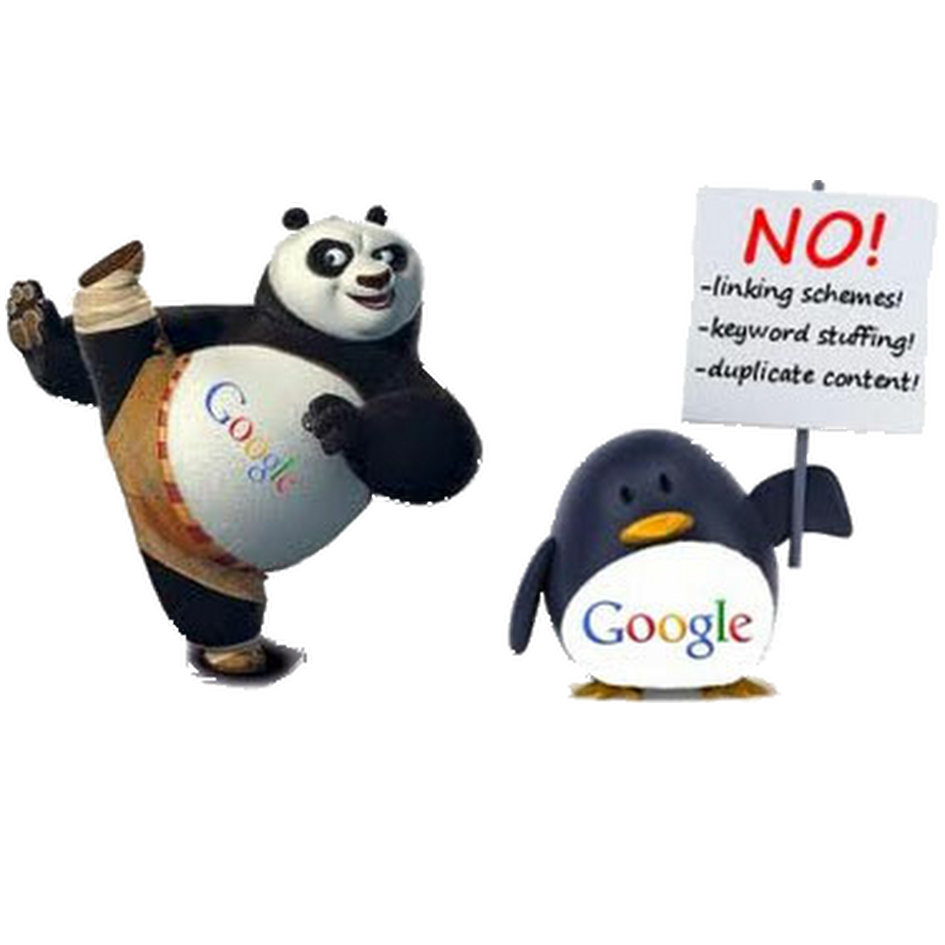 Google
NO!
-linking schemes!
-keyword stuffing!
-duplicate content!
Google